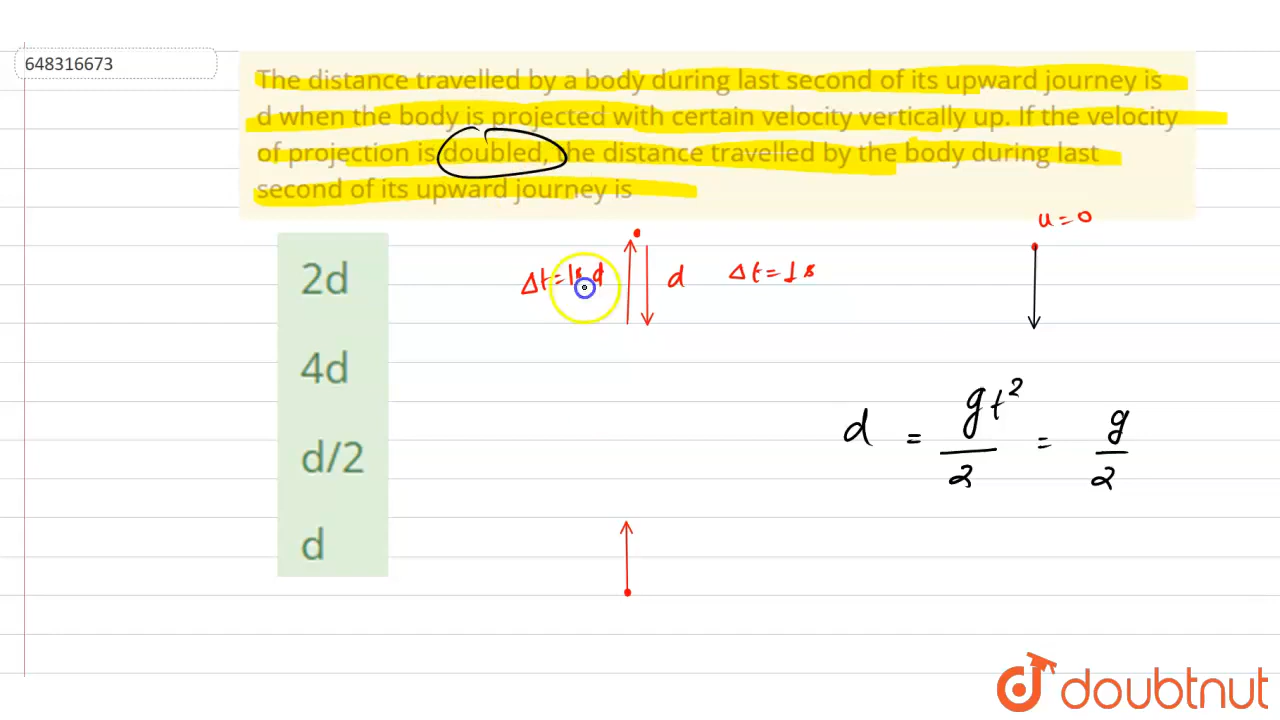 648316673
The distance travelled by a body during last second of its upward journey is
d when the body is projected with certain velocity vertically up. If the velocity
of projection is doubled, the distance travelled by the body during last
second of its upward journey is
u = 0
Δt = 1s d
d
Δt = 1 s
2d
4d
d/2
d
d = gt²/2 = g/2
doubtnut